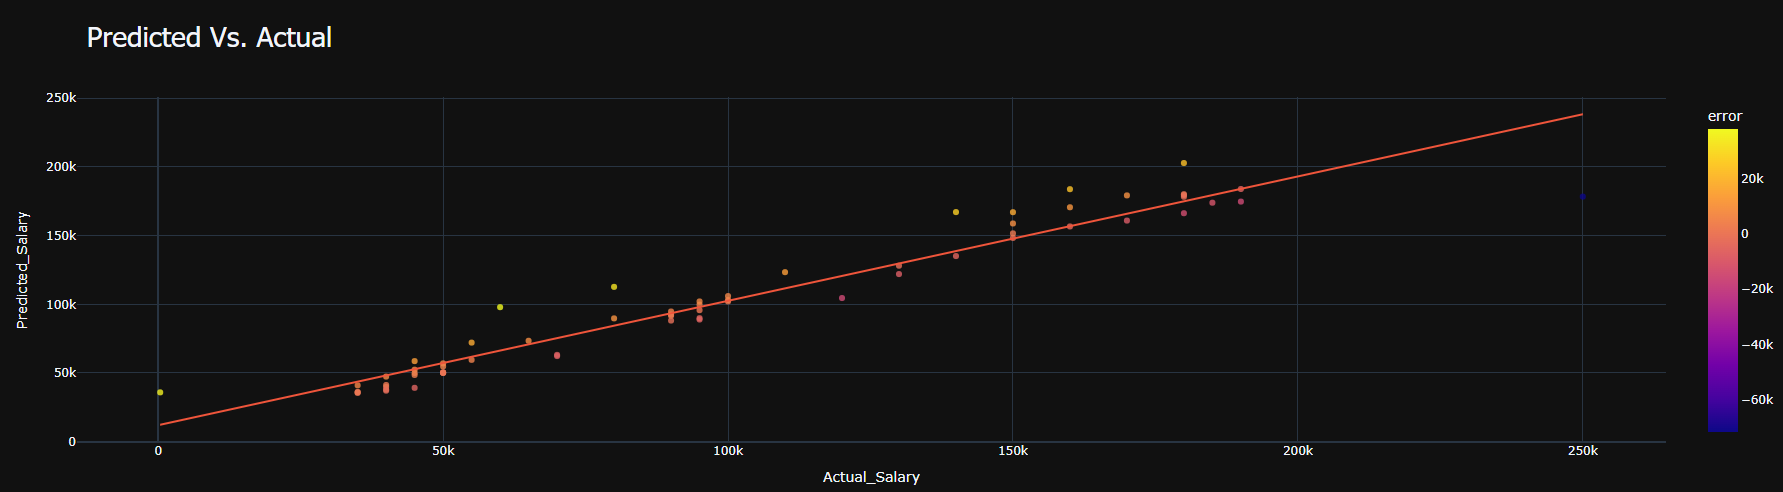 Predicted Vs. Actual
250k
200k
150k
100k
50k
0
Predicted_Salary
0
50k
100k
150k
200k
250k
Actual_Salary
error
20k
0
−20k
−40k
−60k